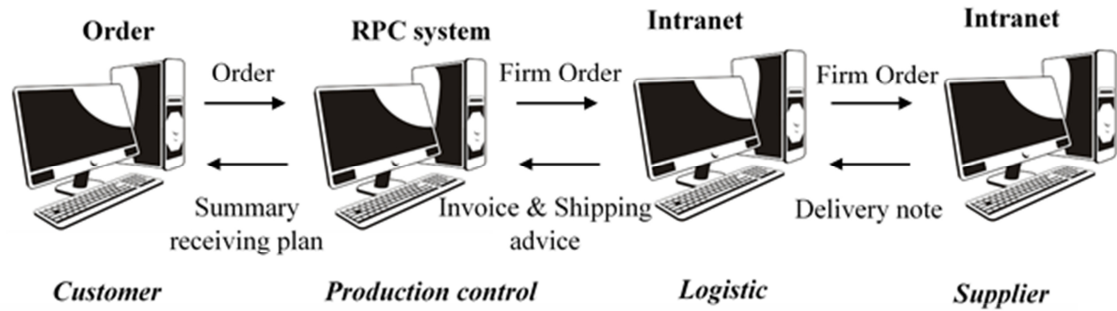 Order
RPC system
Intranet
Intranet
Order
Firm Order
Firm Order
Summary
receiving plan
Invoice & Shipping
advice
Delivery note
Customer
Production control
Logistic
Supplier